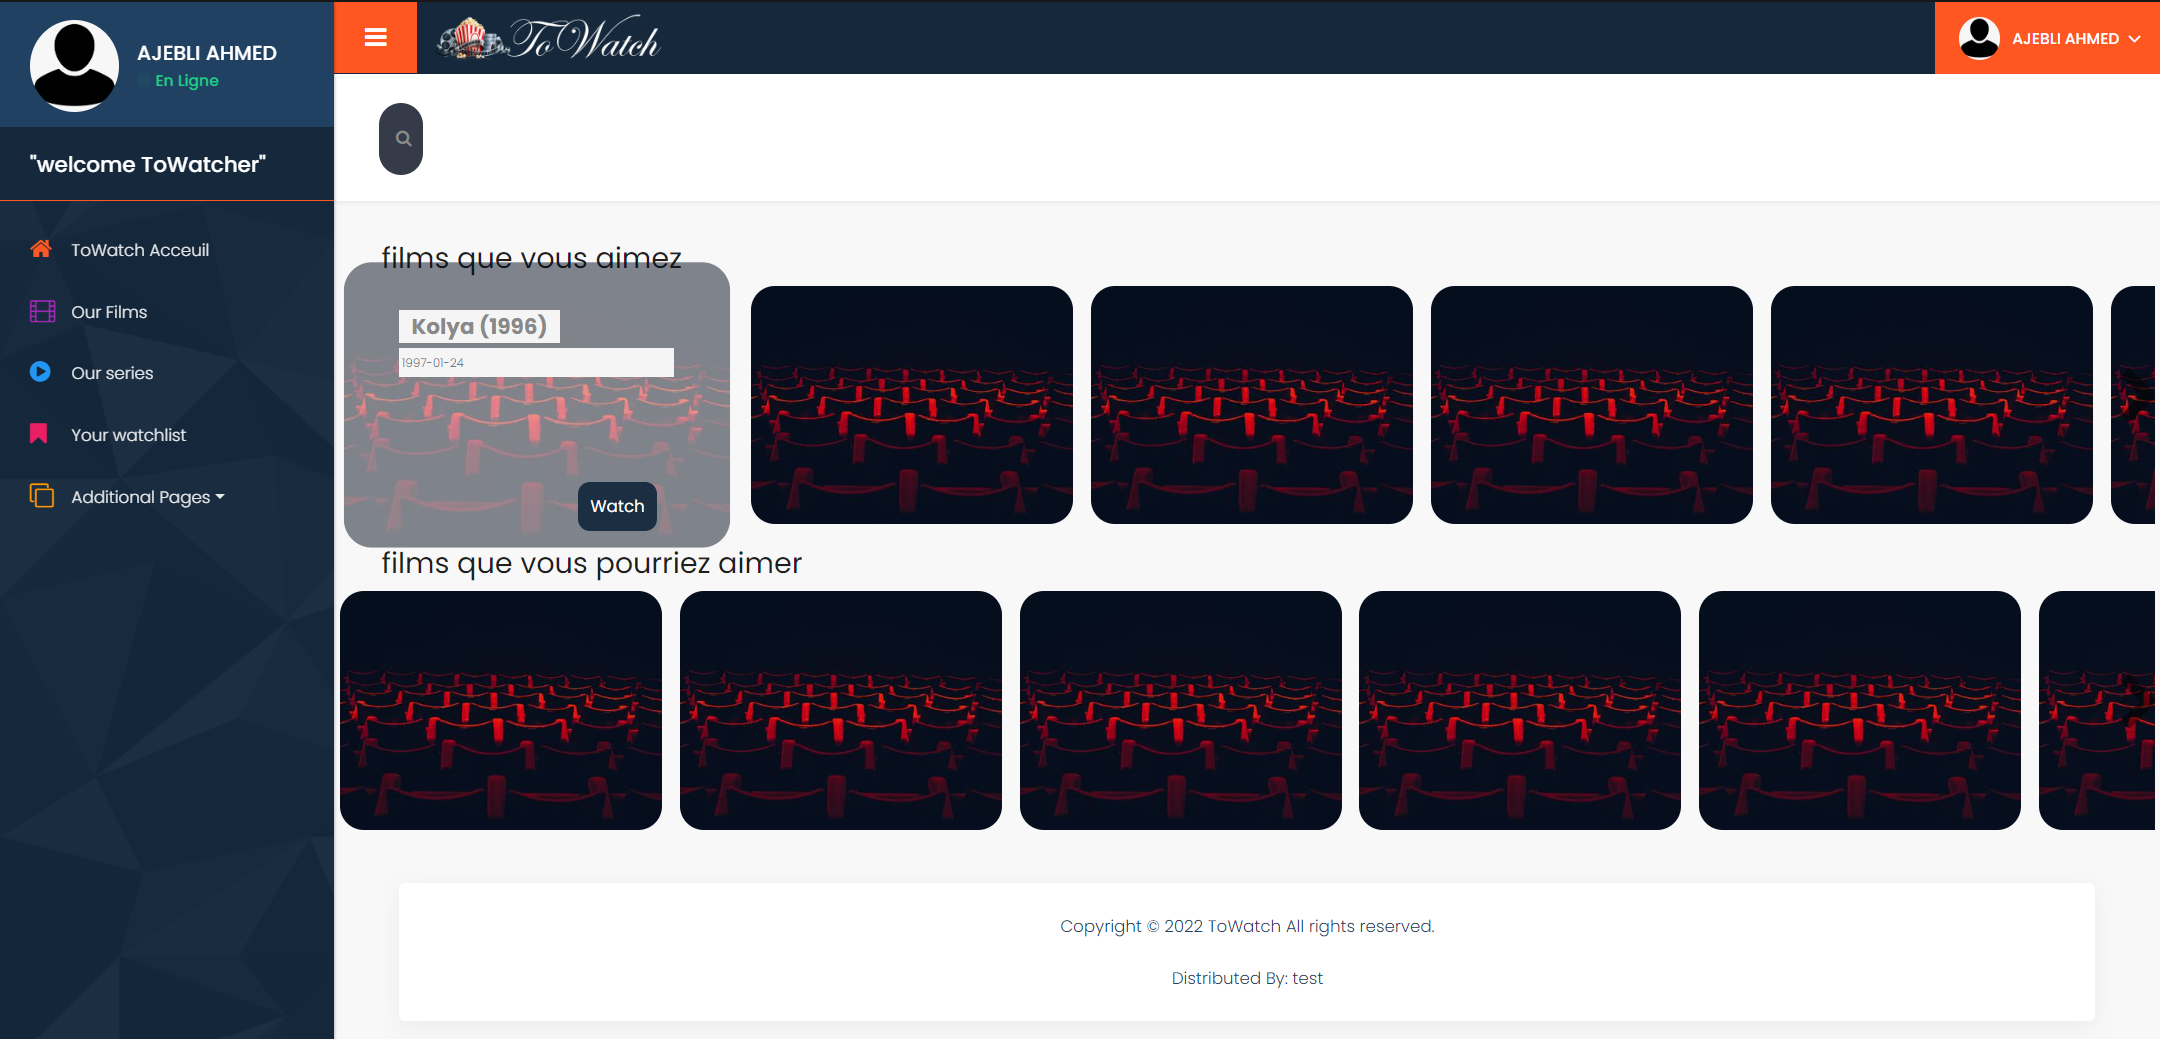 AJEBLI AHMED
En Ligne
"welcome ToWatcher"
ToWatch Acceuil
Our Films
Our series
Your watchlist
Additional Pages
ToWatch
AJEBLI AHMED
films que vous aimez
Kolya (1996)
1997-01-24
Watch
films que vous pourriez aimer
Copyright © 2022 ToWatch All rights reserved.
Distributed By: test